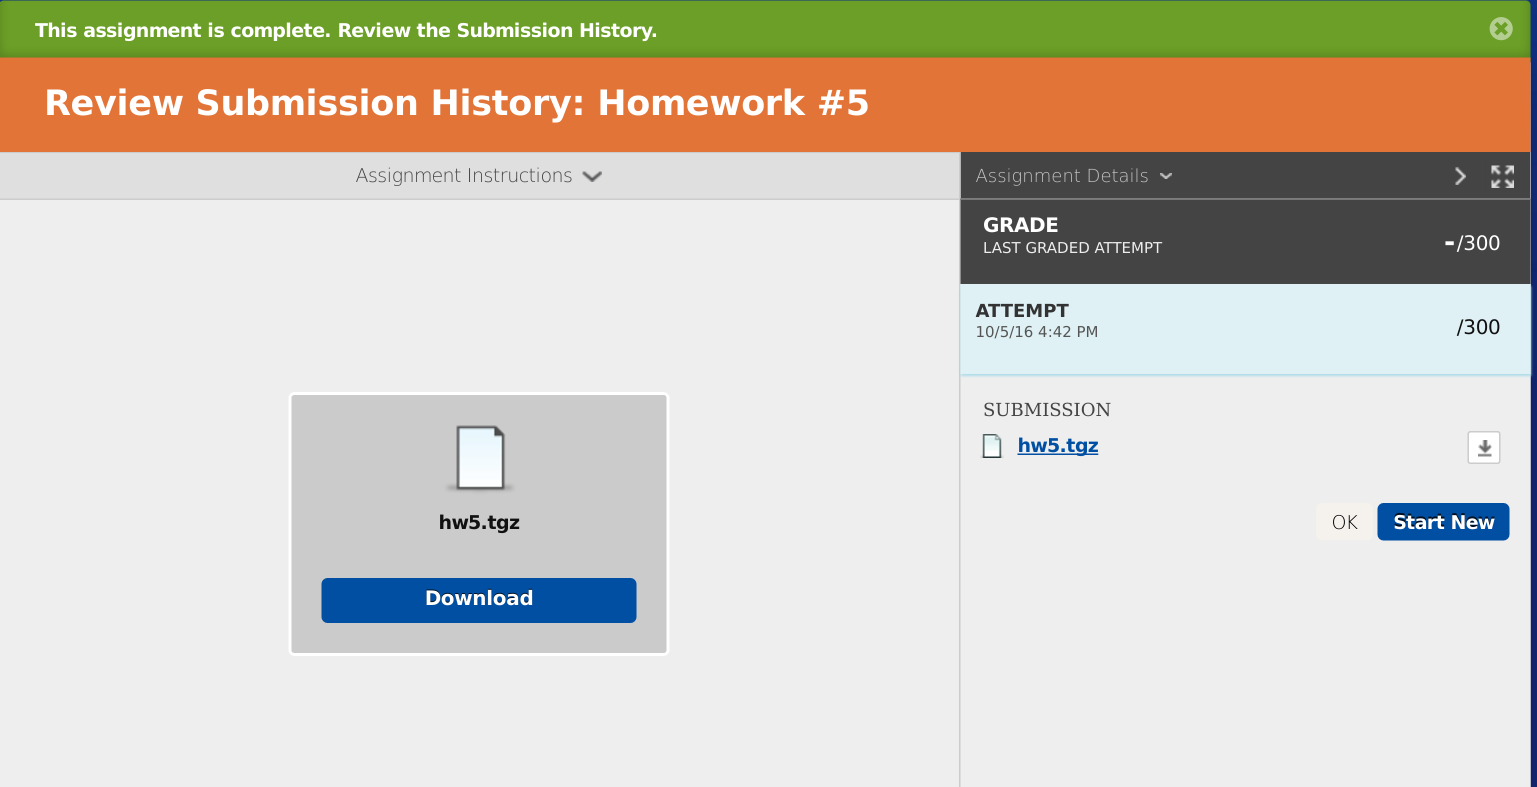 This assignment is complete. Review the Submission History.
Review Submission History: Homework #5
Assignment Instructions
hw5.tgz
Download
Assignment Details
GRADE
LAST GRADED ATTEMPT
-/300
ATTEMPT
10/5/16 4:42 PM
/300
SUBMISSION
hw5.tgz
OK
Start New